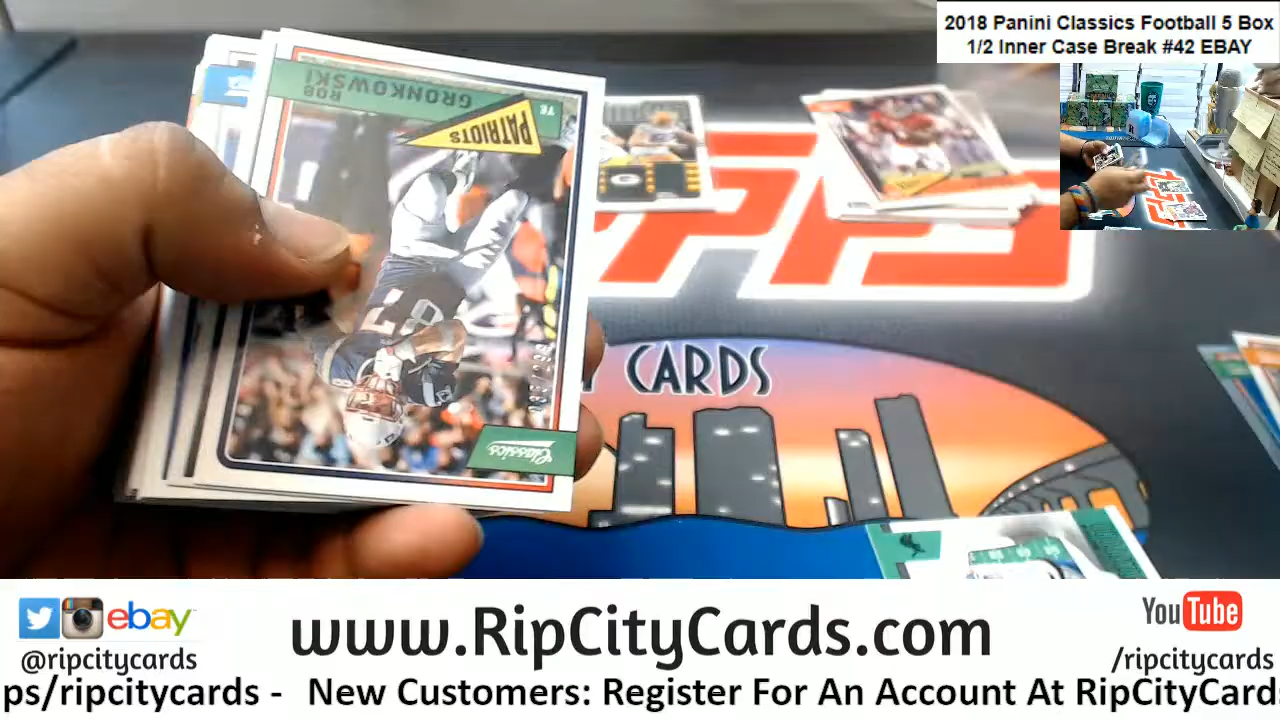 2018 Panini Classics Football 5 Box
1/2 Inner Case Break #42 EBAY
ROB
GRONKOWSKI
TE
PATRIOTS
87
Classics
CARDS
ebay
@ripcitycards
www.RipCityCards.com
YouTube
/ripcitycards
ps/ripcitycards - New Customers: Register For An Account At RipCityCard